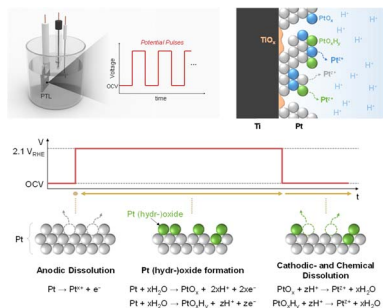 Potential Pulses
Voltage
OCV
time
...
PTL
TiOx
PtOx
PtOxHy
Pt²⁺
Pt²⁺
H⁺
H⁺
H⁺
H⁺
H⁺
H⁺
Ti
Pt
V
2.1 VRHE
OCV
t
Pt (hydr-)oxide
Pt
Anodic Dissolution
Pt → Ptˣ⁺ + e⁻
Pt (hydr-)oxide formation
Pt + xH₂O → PtOx + 2xH⁺ + 2xe⁻
Pt + xH₂O → PtOxHy + zH⁺ + ze⁻
Cathodic- and Chemical
Dissolution
PtOx + zH⁺ → Ptᶻ⁺ + xH₂O
PtOxHy + zH⁺ → Ptᶻ⁺ + xH₂O